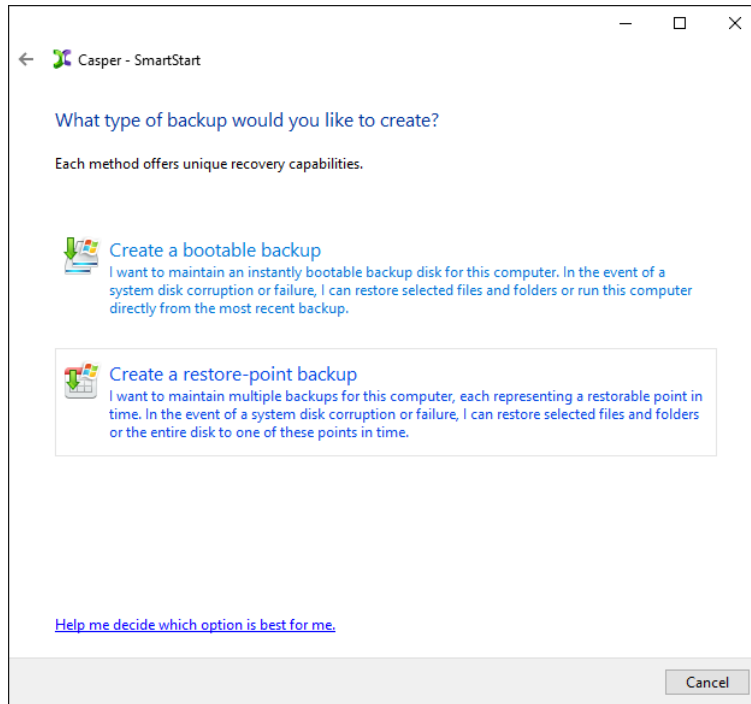 Casper - SmartStart
What type of backup would you like to create?
Each method offers unique recovery capabilities.
Create a bootable backup
I want to maintain an instantly bootable backup disk for this computer. In the event of a
system disk corruption or failure, I can restore selected files and folders or run this computer
directly from the most recent backup.
Create a restore-point backup
I want to maintain multiple backups for this computer, each representing a restorable point in
time. In the event of a system disk corruption or failure, I can restore selected files and folders
or the entire disk to one of these points in time.
Help me decide which option is best for me.
Cancel